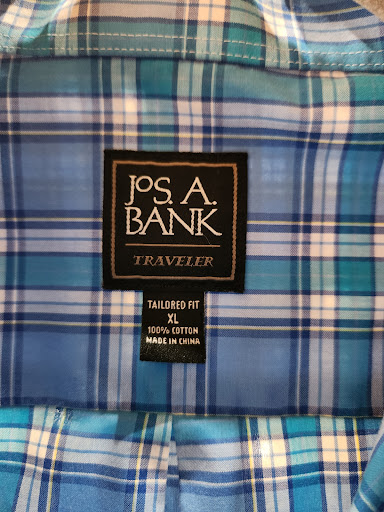 JoS. A.
BANK
TRAVELER
TAILORED FIT
XL
100% COTTON
MADE IN CHINA